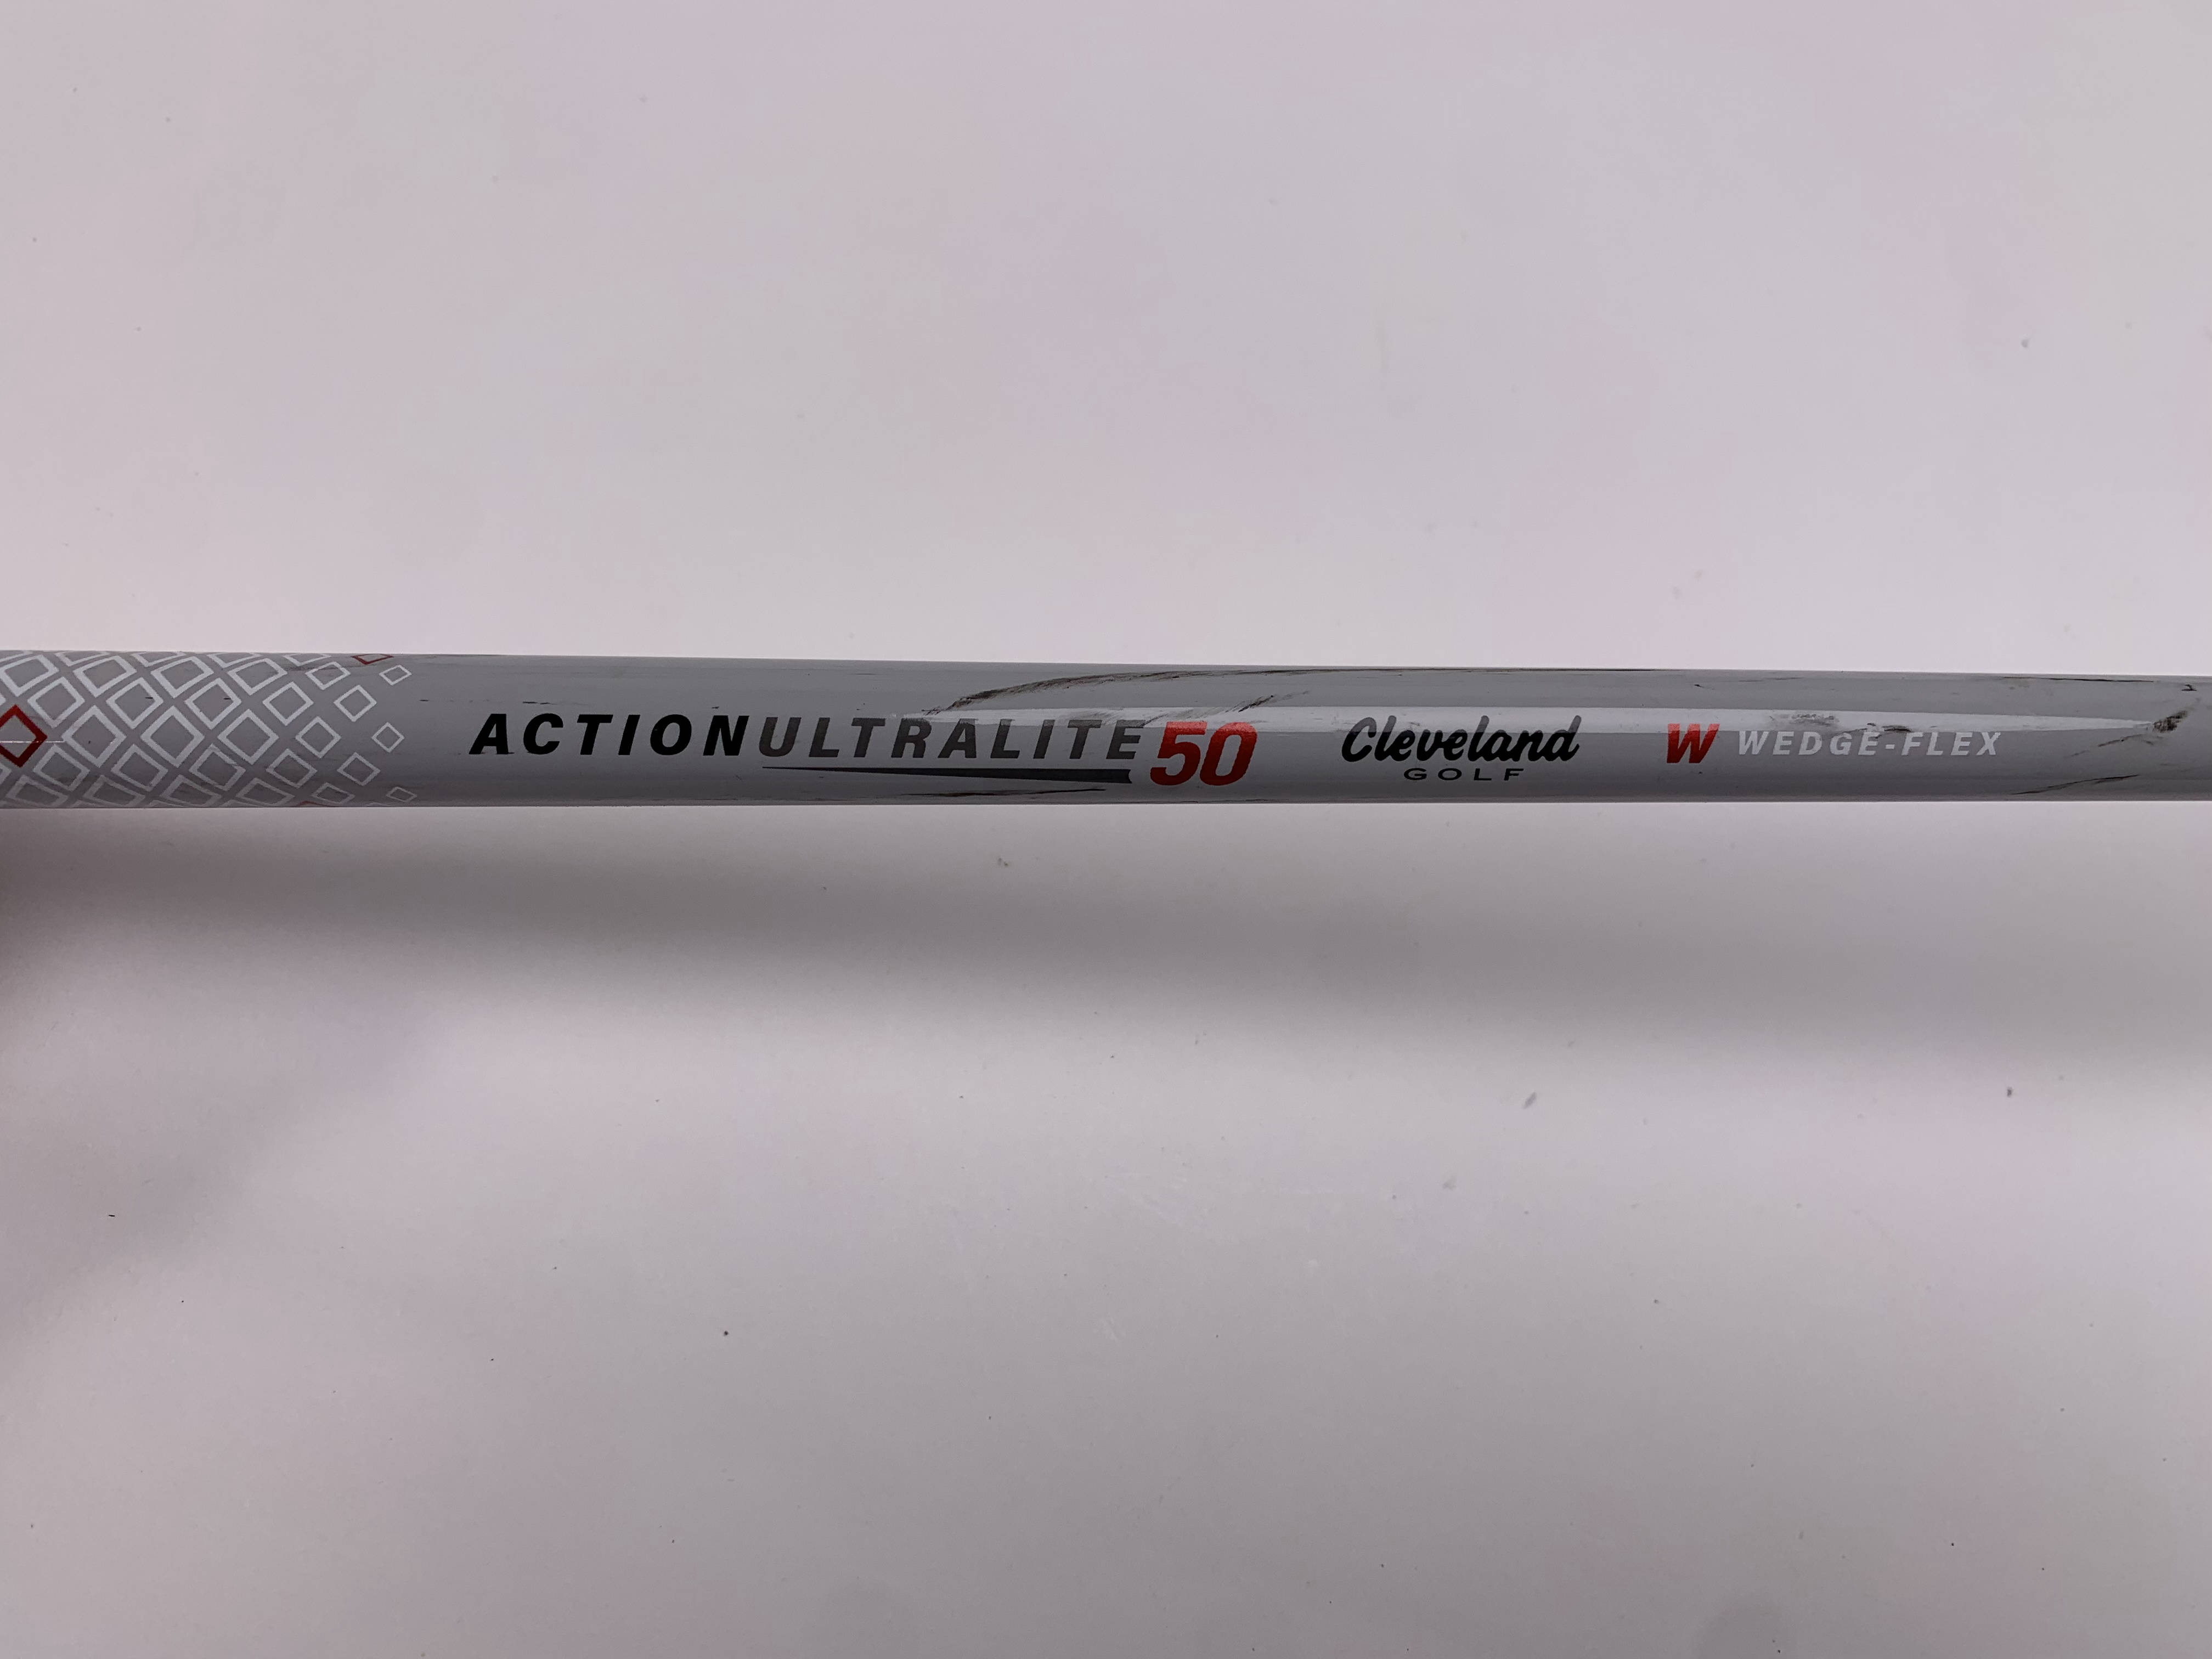 ACTIONULTRALITE50 Cleveland GOLF W WEDGE-FLEX